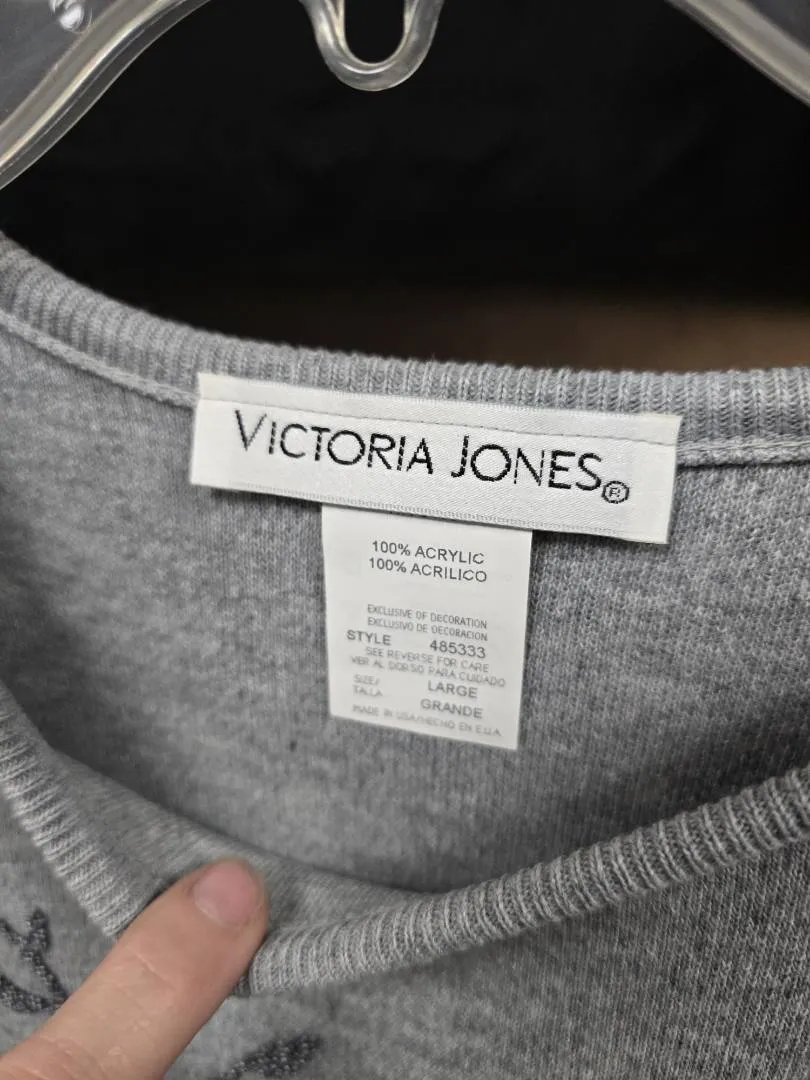 VICTORIA JONES®
100% ACRYLIC
100% ACRILICO
EXCLUSIVE OF DECORATION
EXCLUSIVO DE DECORACION
STYLE 485333
SEE REVERSE FOR CARE
VER AL DORSO PARA CUIDADO
SIZE/ LARGE
TALLA GRANDE
MADE IN USA/HECHO EN E.U.A.